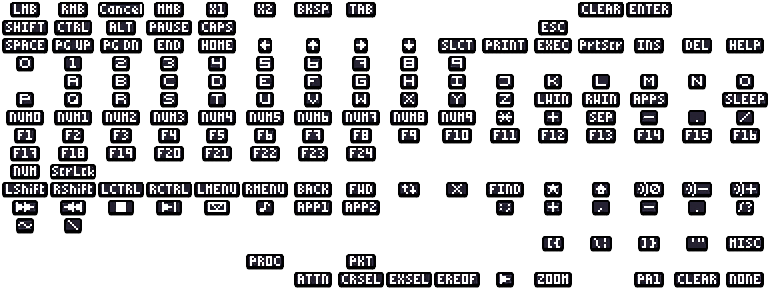 LMB RMB Cancel MMB X1 X2 BKSP TAB CLEAR ENTER
SHIFT CTRL ALT PAUSE CAPS ESC
SPACE PG UP PG DN END HOME ← ↑ → ↓ SLCT PRINT EXEC PrtScr INS DEL HELP
0 1 2 3 4 5 6 7 8 9
A B C D E F G H I J K L M N O
P Q R S T U V W X Y Z LWIN RWIN APPS SLEEP
NUM0 NUM1 NUM2 NUM3 NUM4 NUM5 NUM6 NUM7 NUM8 NUM9 * + SEP - . /
F1 F2 F3 F4 F5 F6 F7 F8 F9 F10 F11 F12 F13 F14 F15 F16
F17 F18 F19 F20 F21 F22 F23 F24
NUM ScrLck
LShift RShift LCTRL RCTRL LMENU RMENU BACK FWD X FIND
APP1 APP2 :; + , - . /?
~ \
[{ \| ]} '" MISC
PROC PKT
ATTN CRSEL EXSEL EREOF ZOOM PA1 CLEAR NONE